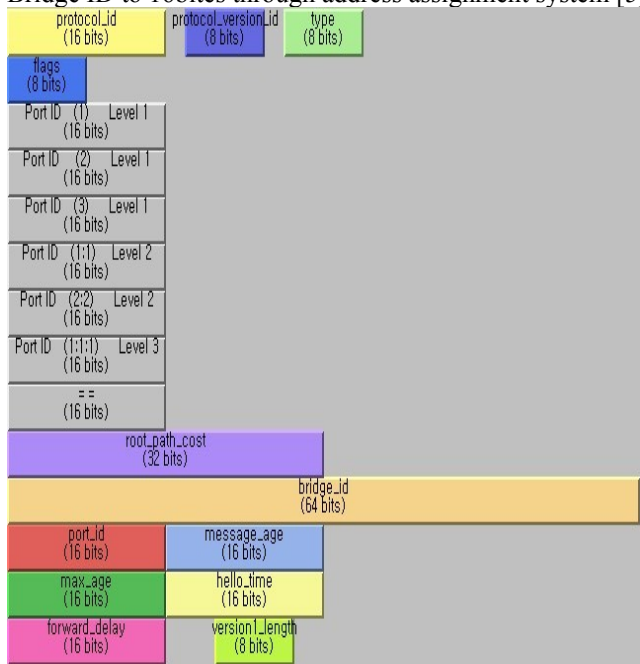 Bridge ID to 16bites through address assignment system [5
protocol_id protocol_version_id type
(16 bits) (8 bits) (8 bits)
flags
(8 bits)
Port ID (1) Level 1
(16 bits)
Port ID (2) Level 1
(16 bits)
Port ID (3) Level 1
(16 bits)
Port ID (1:1) Level 2
(16 bits)
Port ID (2:2) Level 2
(16 bits)
Port ID (1:1:1) Level 3
(16 bits)
= =
(16 bits)
root_path_cost
(32 bits)
bridge_id
(64 bits)
port_id message_age
(16 bits) (16 bits)
max_age hello_time
(16 bits) (16 bits)
forward_delay version1_length
(16 bits) (8 bits)